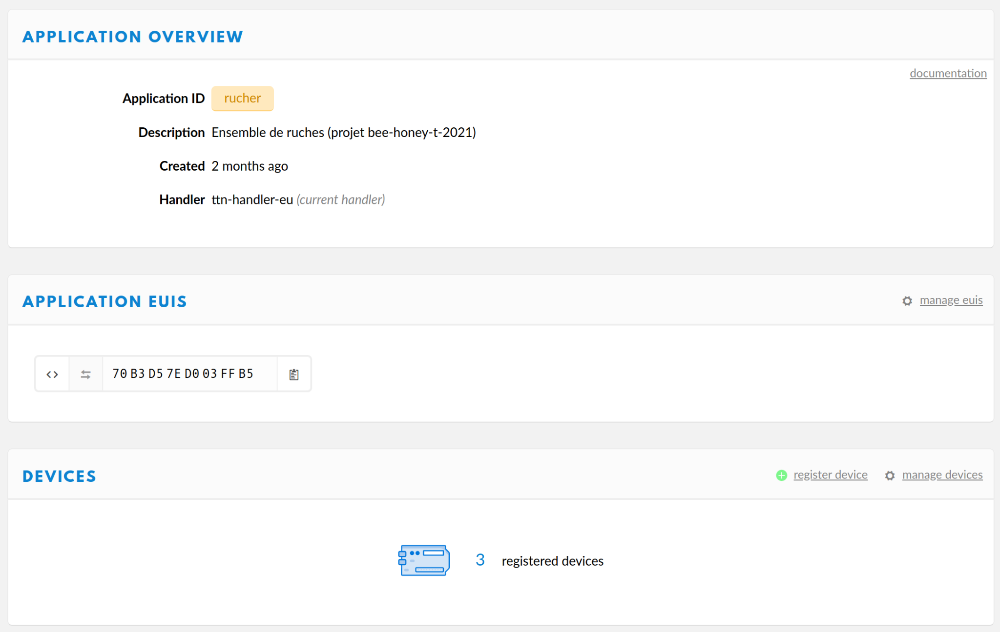 APPLICATION OVERVIEW
documentation
Application ID rucher
Description Ensemble de ruches (projet bee-honey-t-2021)
Created 2 months ago
Handler ttn-handler-eu (current handler)
APPLICATION EUIS
manage euis
<> 70 B3 D5 7E D0 03 FF B5
DEVICES
register device manage devices
3 registered devices